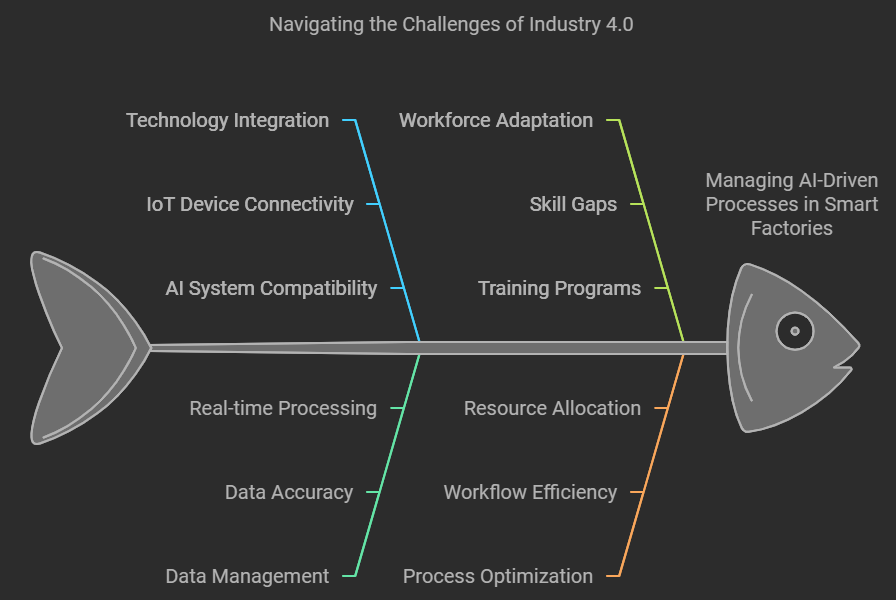 Navigating the Challenges of Industry 4.0
Technology Integration
IoT Device Connectivity
AI System Compatibility
Workforce Adaptation
Skill Gaps
Training Programs
Managing AI-Driven
Processes in Smart
Factories
Real-time Processing
Data Accuracy
Data Management
Resource Allocation
Workflow Efficiency
Process Optimization